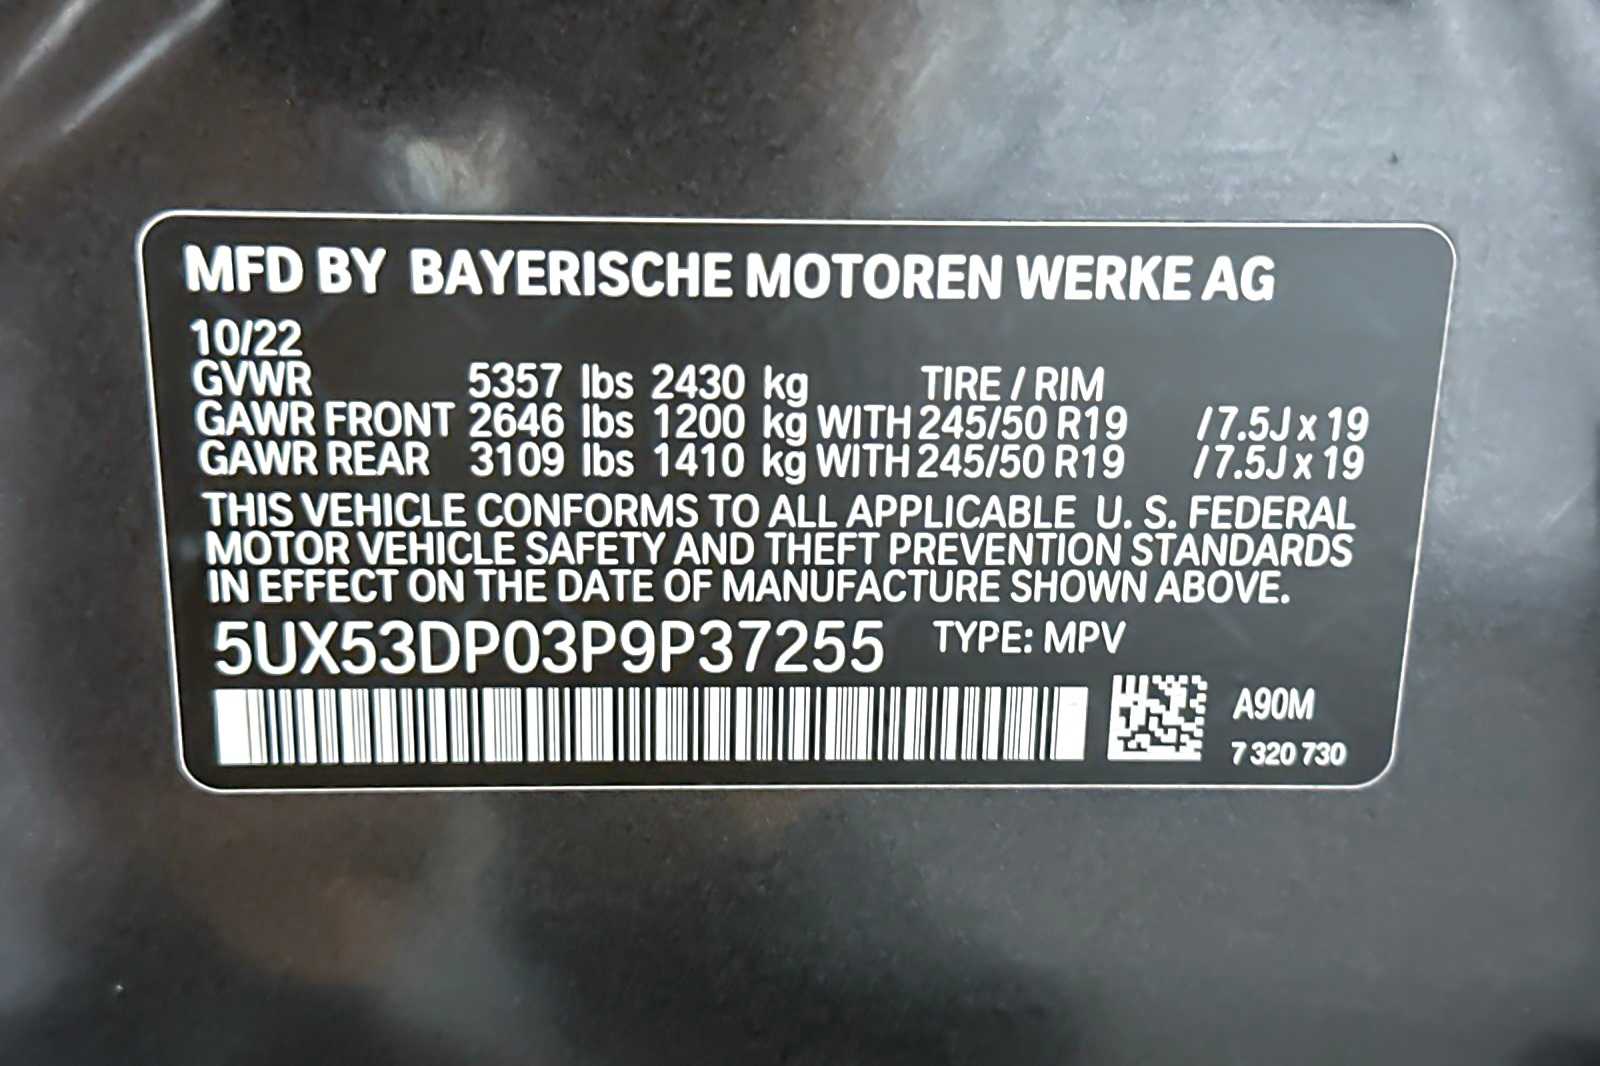 MFD BY BAYERISCHE MOTOREN WERKE AG
10/22
GVWR 5357 lbs 2430 kg TIRE / RIM
GAWR FRONT 2646 lbs 1200 kg WITH 245/50 R19 / 7.5J x 19
GAWR REAR 3109 lbs 1410 kg WITH 245/50 R19 / 7.5J x 19
THIS VEHICLE CONFORMS TO ALL APPLICABLE U. S. FEDERAL
MOTOR VEHICLE SAFETY AND THEFT PREVENTION STANDARDS
IN EFFECT ON THE DATE OF MANUFACTURE SHOWN ABOVE.
5UX53DP03P9P37255 TYPE: MPV
A90M
7 320 730